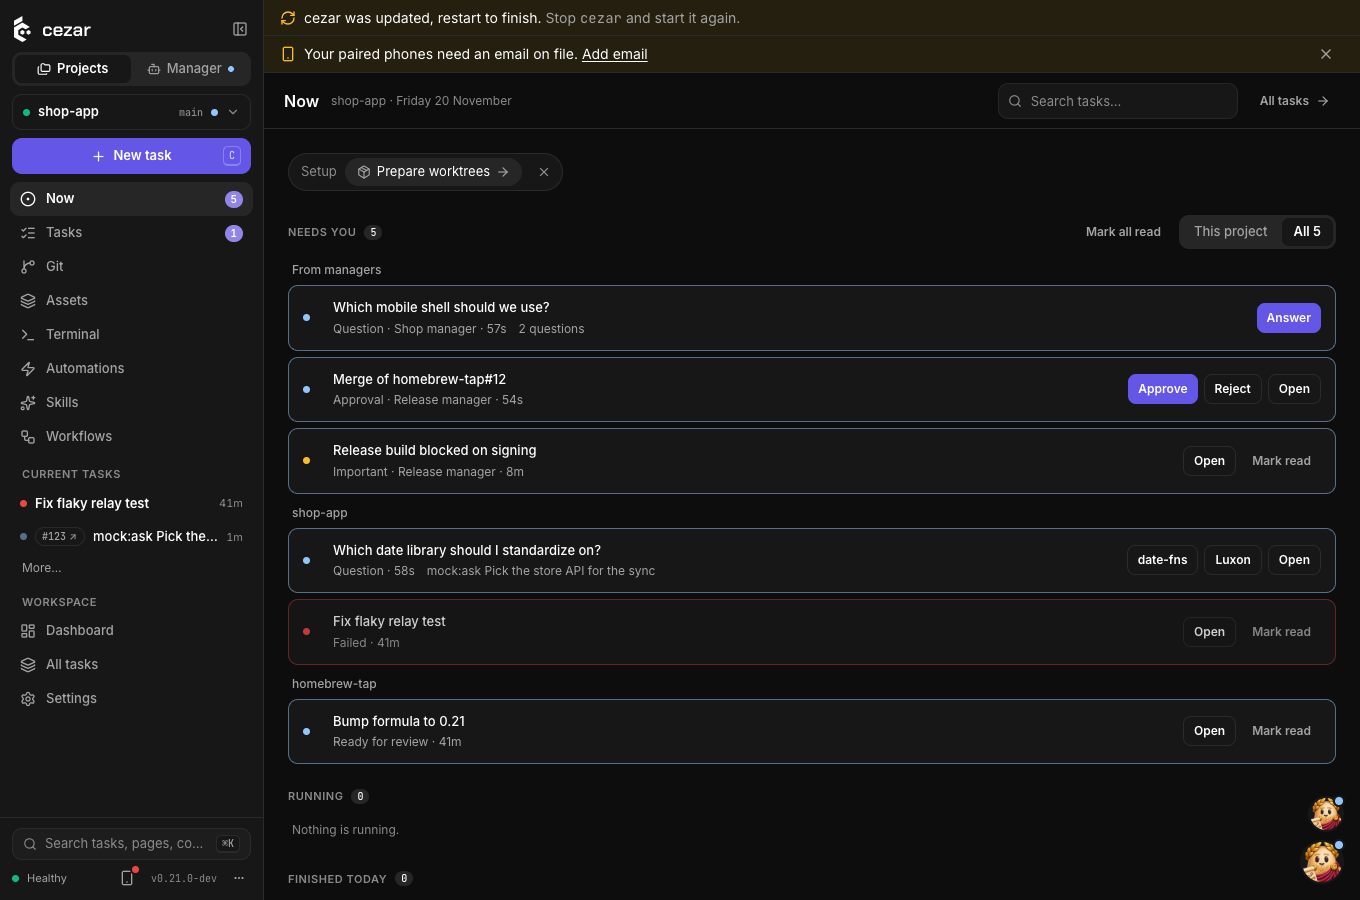 cezar
Projects
Manager
shop-app
main
New task
C
Now
5
Tasks
1
Git
Assets
Terminal
Automations
Skills
Workflows
CURRENT TASKS
Fix flaky relay test
41m
#123 ↗
mock:ask Pick the...
1m
More...
WORKSPACE
Dashboard
All tasks
Settings
Search tasks, pages, co...
⌘K
Healthy
v0.21.0-dev
cezar was updated, restart to finish. Stop cezar and start it again.
Your paired phones need an email on file. Add email
Now
shop-app · Friday 20 November
Search tasks...
All tasks →
Setup
Prepare worktrees →
NEEDS YOU 5
Mark all read
This project
All 5
From managers
Which mobile shell should we use?
Question · Shop manager · 57s 2 questions
Answer
Merge of homebrew-tap#12
Approval · Release manager · 54s
Approve
Reject
Open
Release build blocked on signing
Important · Release manager · 8m
Open
Mark read
shop-app
Which date library should I standardize on?
Question · 58s mock:ask Pick the store API for the sync
date-fns
Luxon
Open
Fix flaky relay test
Failed · 41m
Open
Mark read
homebrew-tap
Bump formula to 0.21
Ready for review · 41m
Open
Mark read
RUNNING 0
Nothing is running.
FINISHED TODAY 0